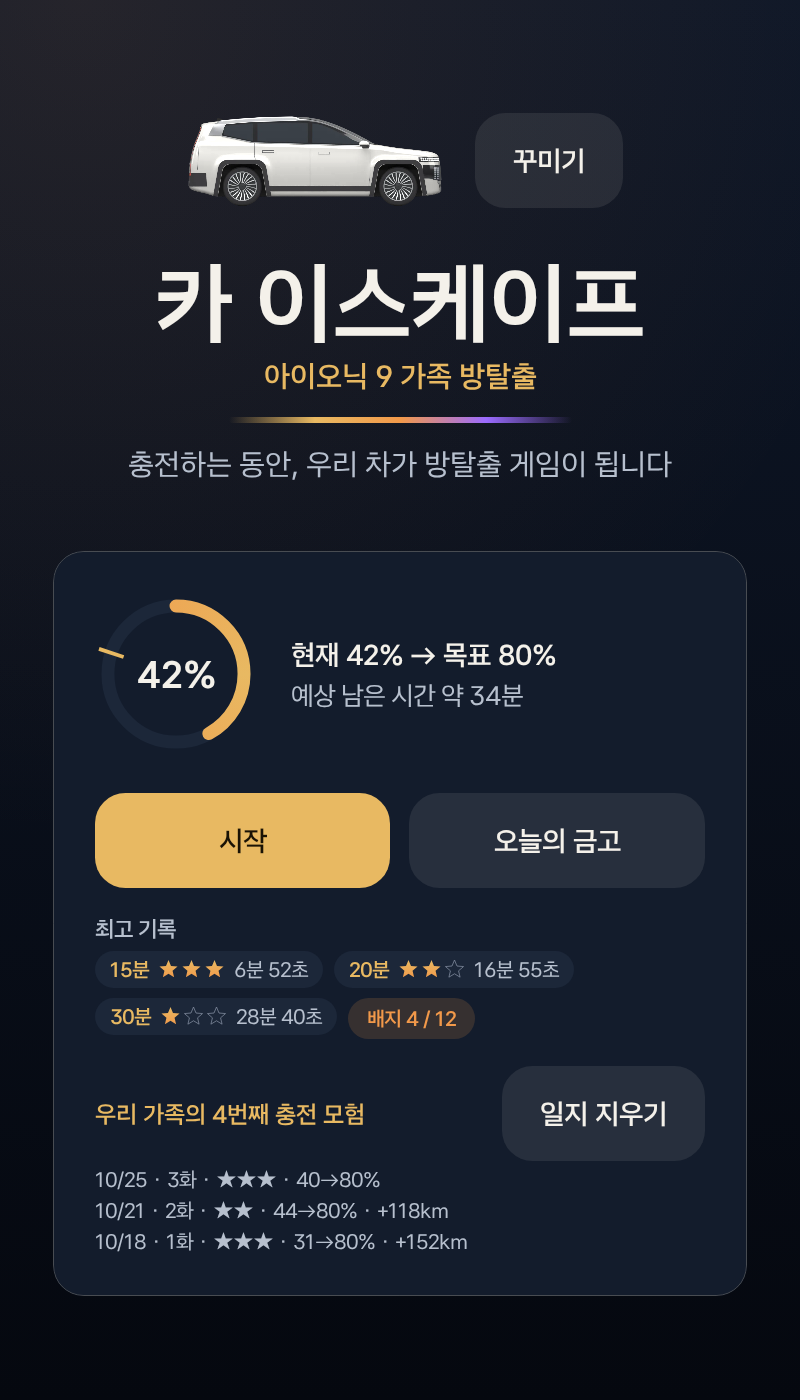 꾸미기
카 이스케이프
아이오닉 9 가족 방탈출
충전하는 동안, 우리 차가 방탈출 게임이 됩니다
42%
현재 42% → 목표 80%
예상 남은 시간 약 34분
시작
오늘의 금고
최고 기록
15분 ★★★ 6분 52초
20분 ★★☆ 16분 55초
30분 ★☆☆ 28분 40초
배지 4 / 12
우리 가족의 4번째 충전 모험
일지 지우기
10/25 · 3화 · ★★★ · 40→80%
10/21 · 2화 · ★★ · 44→80% · +118km
10/18 · 1화 · ★★★ · 31→80% · +152km